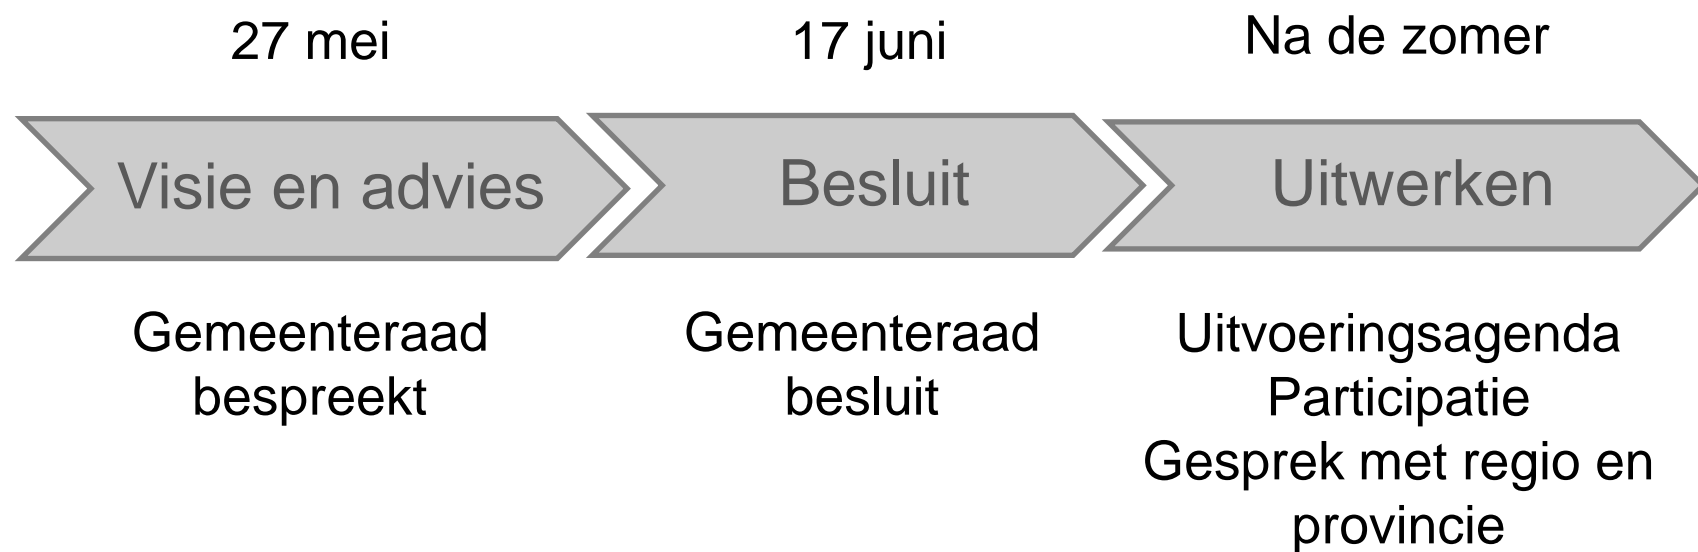 27 mei
17 juni
Na de zomer
Visie en advies
Besluit
Uitwerken
Gemeenteraad
bespreekt
Gemeenteraad
besluit
Uitvoeringsagenda
Participatie
Gesprek met regio en
provincie